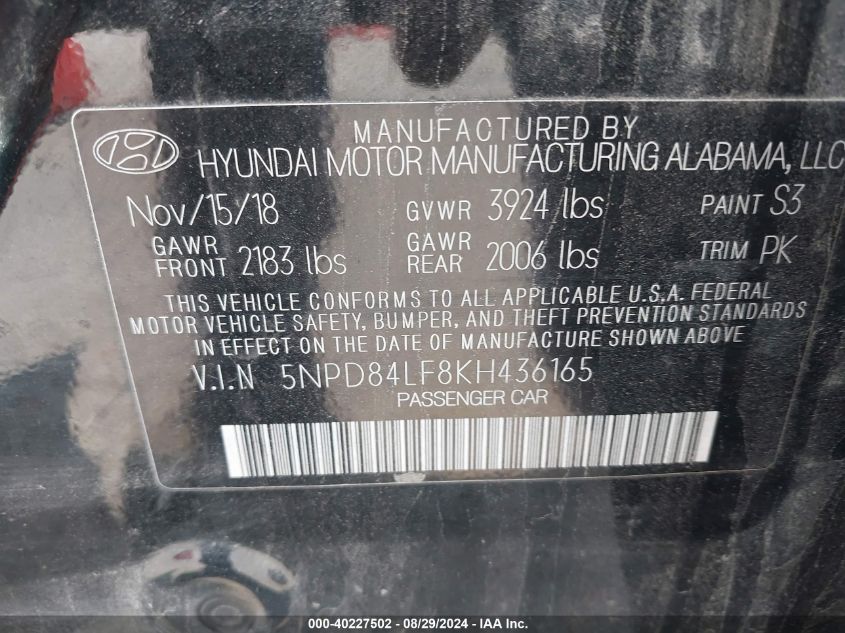 MANUFACTURED BY
HYUNDAI MOTOR MANUFACTURING ALABAMA, LLC
Nov/15/18 GVWR 3924 lbs PAINT S3
GAWR FRONT 2183 lbs GAWR REAR 2006 lbs TRIM PK
THIS VEHICLE CONFORMS TO ALL APPLICABLE U.S.A. FEDERAL
MOTOR VEHICLE SAFETY, BUMPER, AND THEFT PREVENTION STANDARDS
IN EFFECT ON THE DATE OF MANUFACTURE SHOWN ABOVE
V.I.N 5NPD84LF8KH436165
PASSENGER CAR
000-40227502 - 08/29/2024 - IAA Inc.